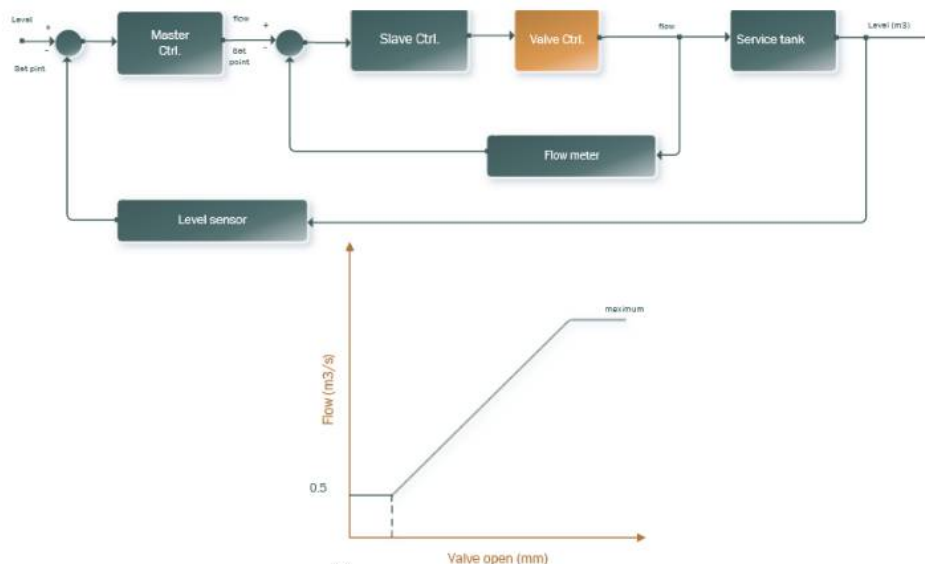 Level
+
-
Set pint
Master
Ctrl.
flow
+
-
Set
point
Slave Ctrl.
Valve Ctrl.
flow
Service tank
Level (m3)
Flow meter
Level sensor
maximum
Flow (m3/s)
0.5
Valve open (mm)